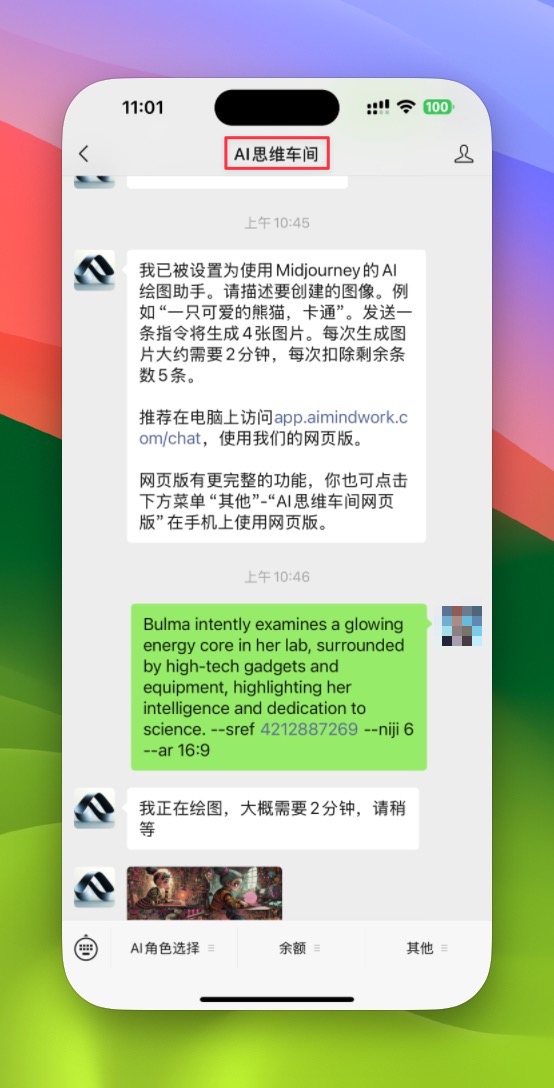 11:01
100
AI思维车间
上午10:45
我已被设置为使用Midjourney的AI
绘图助手。请描述要创建的图像。例
如“一只可爱的熊猫，卡通”。发送一
条指令将生成4张图片。每次生成图
片大约需要2分钟，每次扣除剩余条
数5条。
推荐在电脑上访问app.aimindwork.c
om/chat，使用我们的网页版。
网页版有更完整的功能，你也可点击
下方菜单“其他”-“AI思维车间网页
版”在手机上使用网页版。
上午10:46
Bulma intently examines a glowing
energy core in her lab, surrounded
by high-tech gadgets and
equipment, highlighting her
intelligence and dedication to
science. --sref 4212887269 --niji 6
--ar 16:9
我正在绘图，大概需要2分钟，请稍
等
AI角色选择
余额
其他